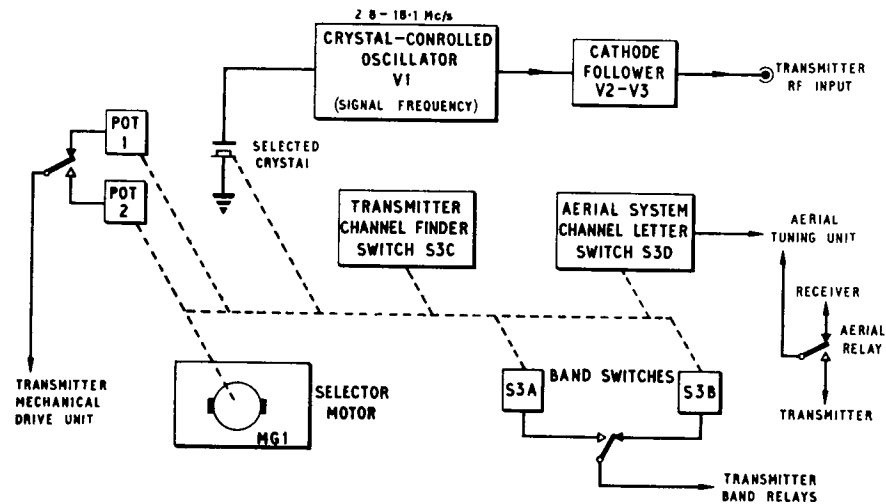 2·8-18·1 Mc/s
CRYSTAL-CONROLLED
OSCILLATOR
V1
(SIGNAL FREQUENCY)
CATHODE
FOLLOWER
V2-V3
TRANSMITTER
RF INPUT
POT
1
POT
2
SELECTED
CRYSTAL
TRANSMITTER
CHANNEL FINDER
SWITCH S3C
AERIAL SYSTEM
CHANNEL LETTER
SWITCH S3D
AERIAL
TUNING UNIT
RECEIVER
AERIAL
RELAY
TRANSMITTER
TRANSMITTER
MECHANICAL
DRIVE UNIT
MG1
SELECTOR
MOTOR
S3A
BAND SWITCHES
S3B
TRANSMITTER
BAND RELAYS